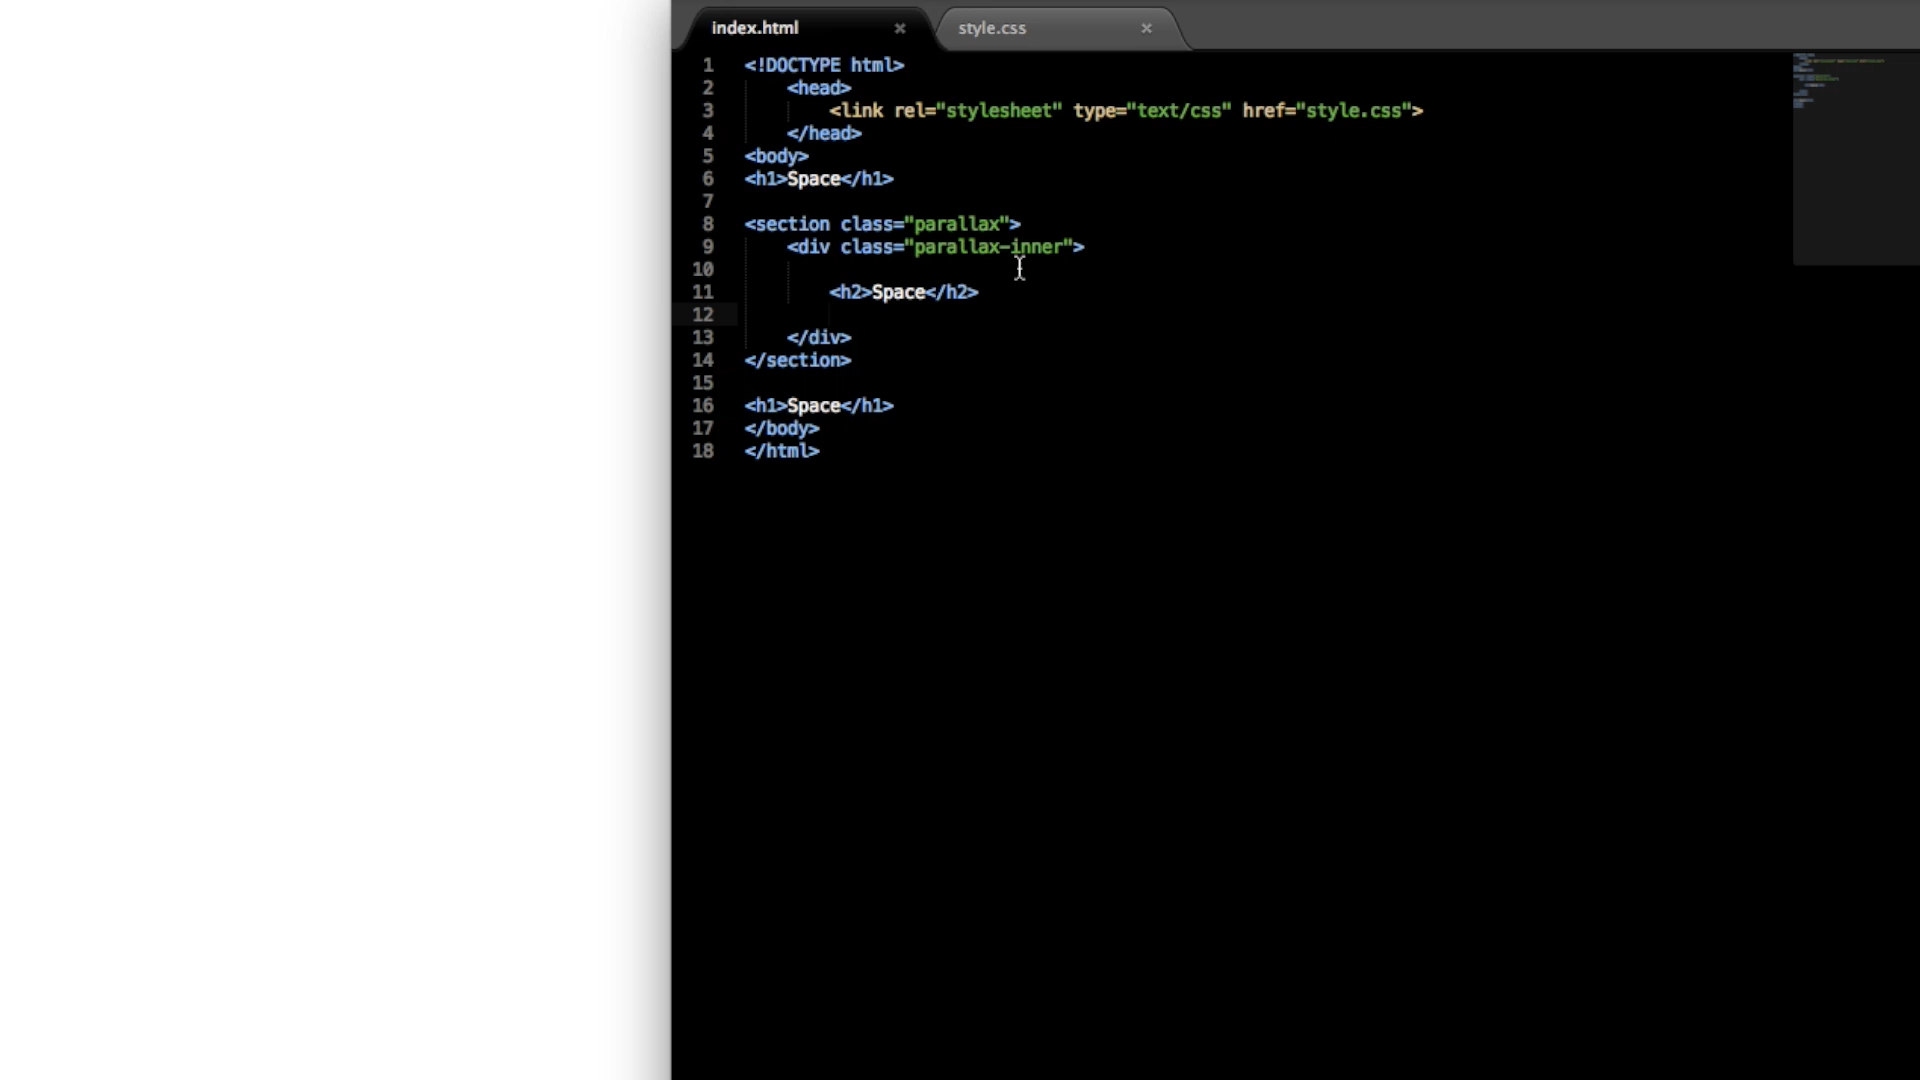 index.html × style.css ×
1 <!DOCTYPE html>
2 <head>
3 <link rel="stylesheet" type="text/css" href="style.css">
4 </head>
5 <body>
6 <h1>Space</h1>
7
8 <section class="parallax">
9 <div class="parallax-inner">
10
11 <h2>Space</h2>
12
13 </div>
14 </section>
15
16 <h1>Space</h1>
17 </body>
18 </html>